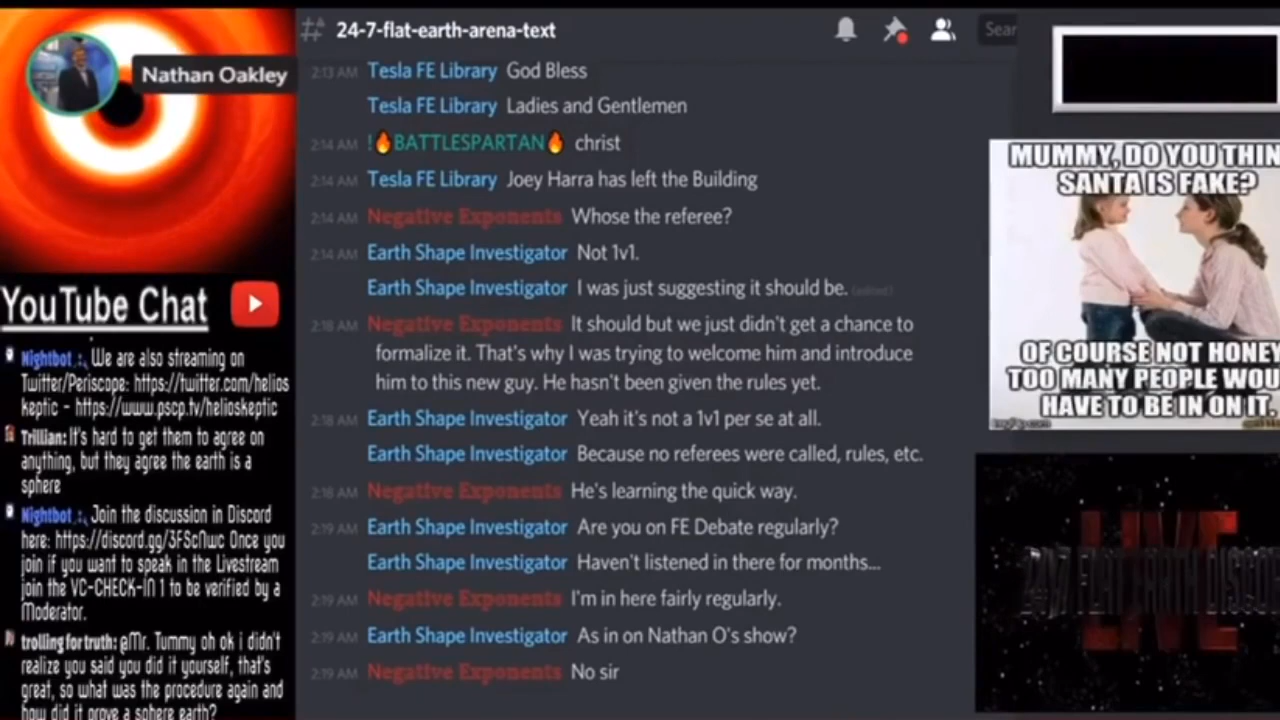 Nathan Oakley
# 24-7-flat-earth-arena-text
Sear
2:13 AM Tesla FE Library God Bless
Tesla FE Library Ladies and Gentlemen
2:14 AM !🔥BATTLESPARTAN🔥 christ
2:14 AM Tesla FE Library Joey Harra has left the Building
2:14 AM Negative Exponents Whose the referee?
2:14 AM Earth Shape Investigator Not 1v1.
Earth Shape Investigator I was just suggesting it should be. (edited)
2:18 AM Negative Exponents It should but we just didn't get a chance to
formalize it. That's why I was trying to welcome him and introduce
him to this new guy. He hasn't been given the rules yet.
2:18 AM Earth Shape Investigator Yeah it's not a 1v1 per se at all.
Earth Shape Investigator Because no referees were called, rules, etc.
2:18 AM Negative Exponents He's learning the quick way.
2:19 AM Earth Shape Investigator Are you on FE Debate regularly?
Earth Shape Investigator Haven't listened in there for months...
2:19 AM Negative Exponents I'm in here fairly regularly.
2:19 AM Earth Shape Investigator As in on Nathan O's show?
2:19 AM Negative Exponents No sir
YouTube Chat
Nightbot :. We are also streaming on
Twitter/Periscope: https://twitter.com/helios
keptic - https://www.pscp.tv/helioskeptic
Trillian: It's hard to get them to agree on
anything, but they agree the earth is a
sphere
Nightbot :. Join the discussion in Discord
here: https://discord.gg/3FScNwc Once you
join if you want to speak in the Livestream
join the VC-CHECK-IN 1 to be verified by a
Moderator.
trolling for truth: @Mr. Tummy oh ok i didn't
realize you said you did it yourself, that's
great, so what was the procedure again and
how did it prove a sphere earth?
MUMMY, DO YOU THIN
SANTA IS FAKE?
OF COURSE NOT HONEY
TOO MANY PEOPLE WOU
HAVE TO BE IN ON IT.
imgflip.com
LIVE
24/7 FLAT EARTH DISCO